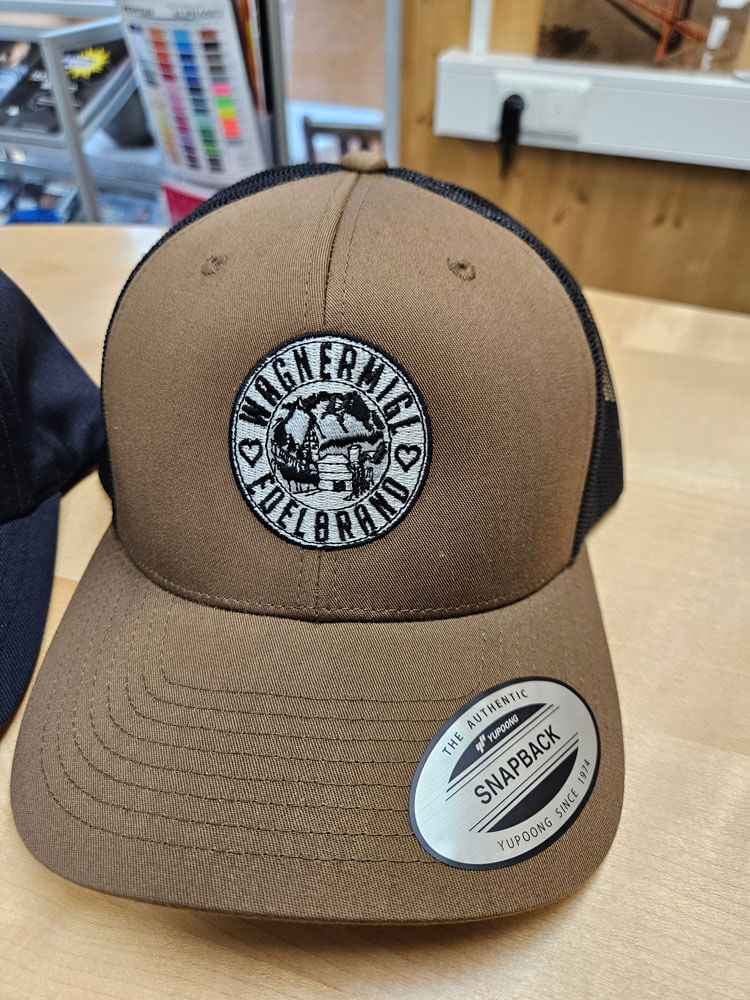 WAGNERMIGL
EDELBRAND
THE AUTHENTIC
YUPOONG
SNAPBACK
YUPOONG SINCE 1974